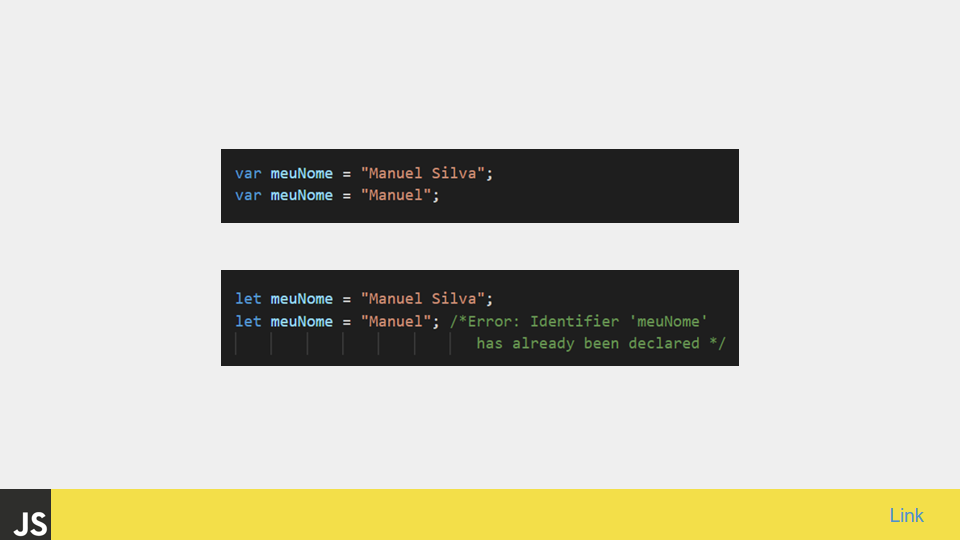 var meuNome = "Manuel Silva";
var meuNome = "Manuel";
let meuNome = "Manuel Silva";
let meuNome = "Manuel"; /*Error: Identifier 'meuNome'
has already been declared */
JS
Link